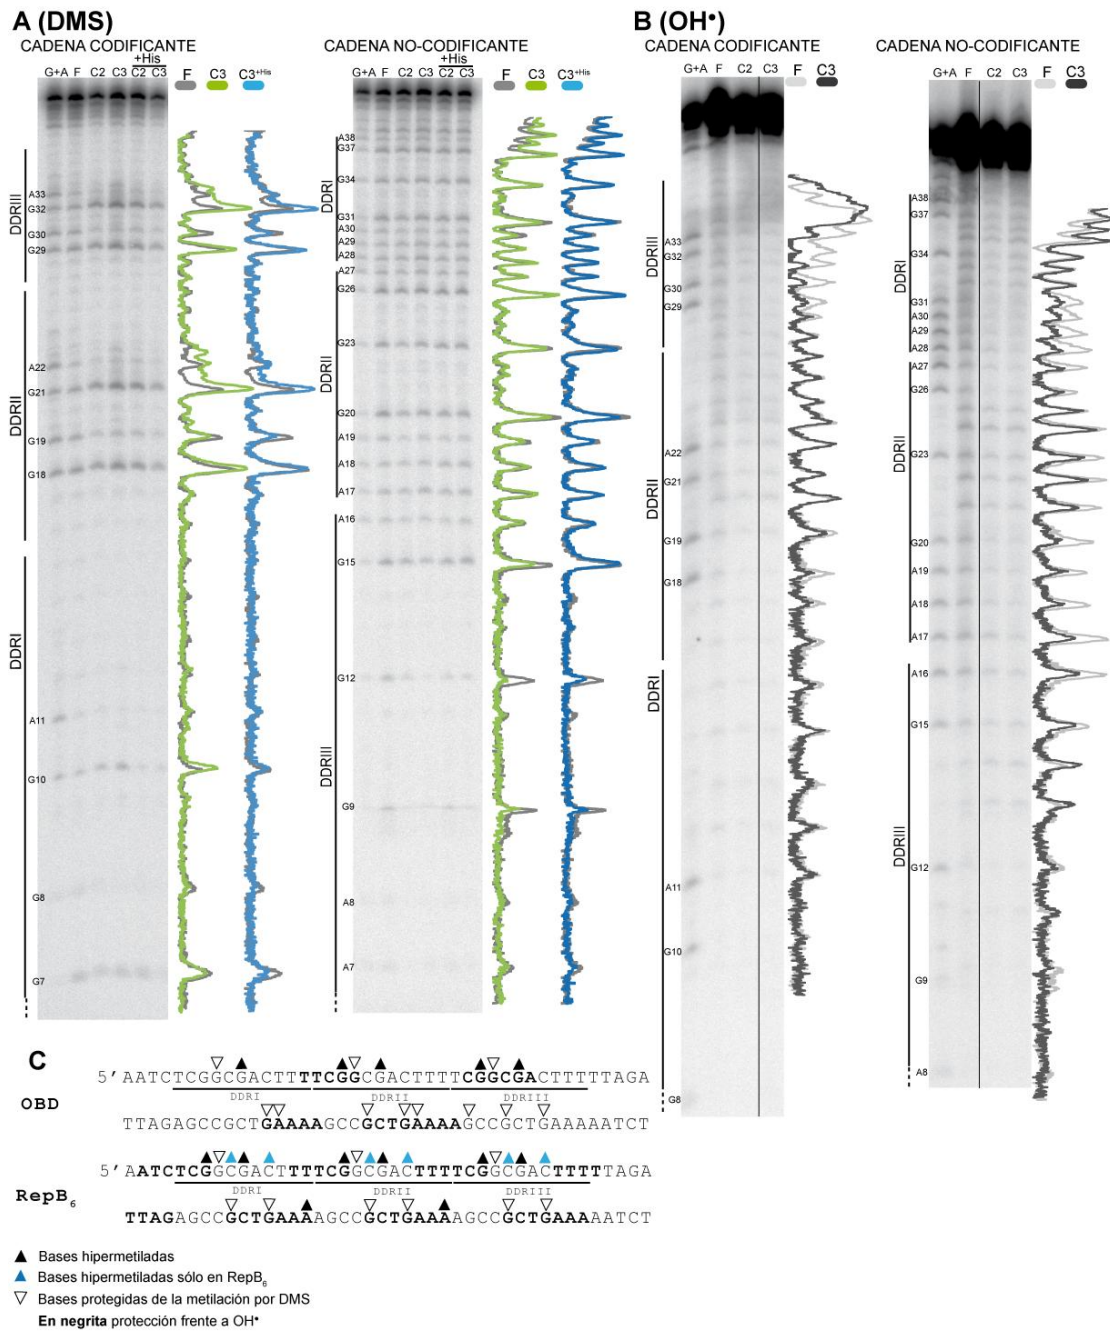 A (DMS)
CADENA CODIFICANTE
+His
G+A F C2 C3 C2 C3
F C3 C3+His
DDRIII
A33
G32
G30
G29
DDRII
A22
G21
G19
G18
DDRI
A11
G10
G8
G7
CADENA NO-CODIFICANTE
+His
G+A F C2 C3 C2 C3
F C3 C3+His
DDRI
A38
G37
G34
G31
A30
A29
A28
A27
G26
DDRII
G23
G20
A19
A18
A17
A16
G15
DDRIII
G12
G9
A8
A7
B (OH•)
CADENA CODIFICANTE
G+A F C2 C3
F C3
DDRIII
A33
G32
G30
G29
DDRII
A22
G21
G19
G18
DDRI
A11
G10
G8
CADENA NO-CODIFICANTE
G+A F C2 C3
F C3
DDRI
A38
G37
G34
G31
A30
A29
A28
A27
G26
DDRII
G23
G20
A19
A18
A17
A16
G15
DDRIII
G12
G9
A8
C
5' AATCTCGGCGACTTTTTCGGCGACTTTTTCGGCGACTTTTTTAGA
OBD
DDRI DDRII DDRIII
TTAGAGCCGCTGAAAAAGCCGCTGAAAAAGCCGCTGAAAAAATCT
5' AATCTCGGCGACTTTTTCGGCGACTTTTTCGGCGACTTTTTTAGA
RepB6
DDRI DDRII DDRIII
TTAGAGCCGCTGAAAAAGCCGCTGAAAAAGCCGCTGAAAAAATCT
▲ Bases hipermetiladas
▲ Bases hipermetiladas sólo en RepB6
▽ Bases protegidas de la metilación por DMS
En negrita protección frente a OH•